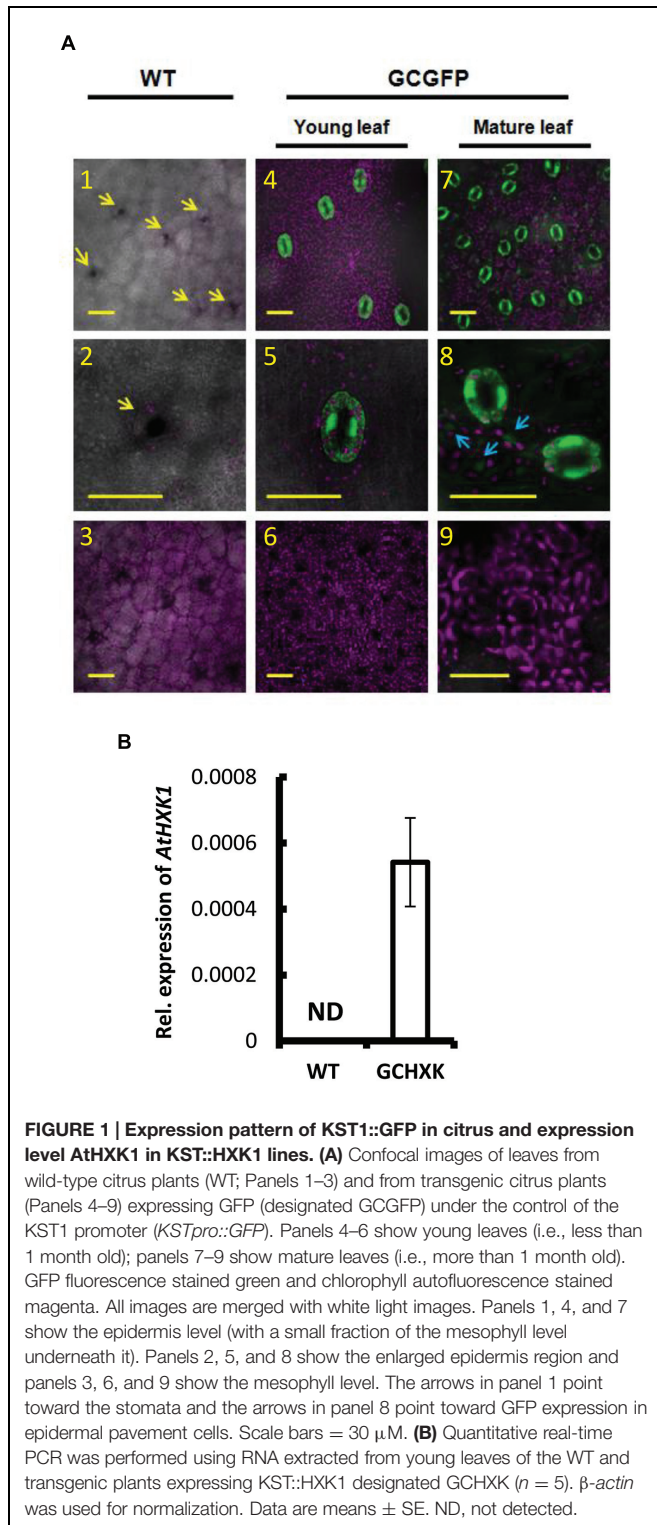 A
WT
GCGFP
Young leaf
Mature leaf
1
4
7
2
5
8
3
6
9
B
Rel. expression of AtHXK1
0.0008
0.0006
0.0004
0.0002
0
ND
WT
GCHXK
FIGURE 1 | Expression pattern of KST1::GFP in citrus and expression
level AtHXK1 in KST::HXK1 lines. (A) Confocal images of leaves from
wild-type citrus plants (WT; Panels 1–3) and from transgenic citrus plants
(Panels 4–9) expressing GFP (designated GCGFP) under the control of the
KST1 promoter (KSTpro::GFP). Panels 4–6 show young leaves (i.e., less than
1 month old); panels 7–9 show mature leaves (i.e., more than 1 month old).
GFP fluorescence stained green and chlorophyll autofluorescence stained
magenta. All images are merged with white light images. Panels 1, 4, and 7
show the epidermis level (with a small fraction of the mesophyll level
underneath it). Panels 2, 5, and 8 show the enlarged epidermis region and
panels 3, 6, and 9 show the mesophyll level. The arrows in panel 1 point
toward the stomata and the arrows in panel 8 point toward GFP expression in
epidermal pavement cells. Scale bars = 30 μM. (B) Quantitative real-time
PCR was performed using RNA extracted from young leaves of the WT and
transgenic plants expressing KST::HXK1 designated GCHXK (n = 5). β-actin
was used for normalization. Data are means ± SE. ND, not detected.